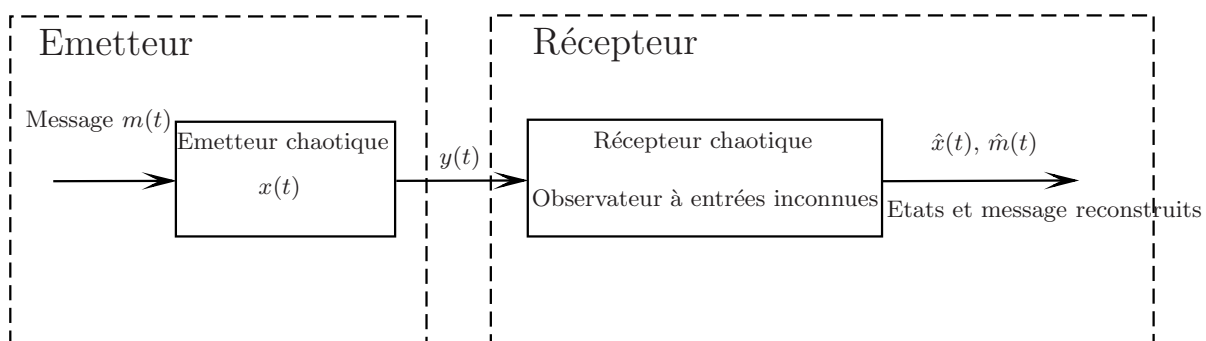 Emetteur
Récepteur
Message m(t)
Emetteur chaotique
x(t)
y(t)
Récepteur chaotique
Observateur à entrées inconnues
x̂(t), m̂(t)
Etats et message reconstruits